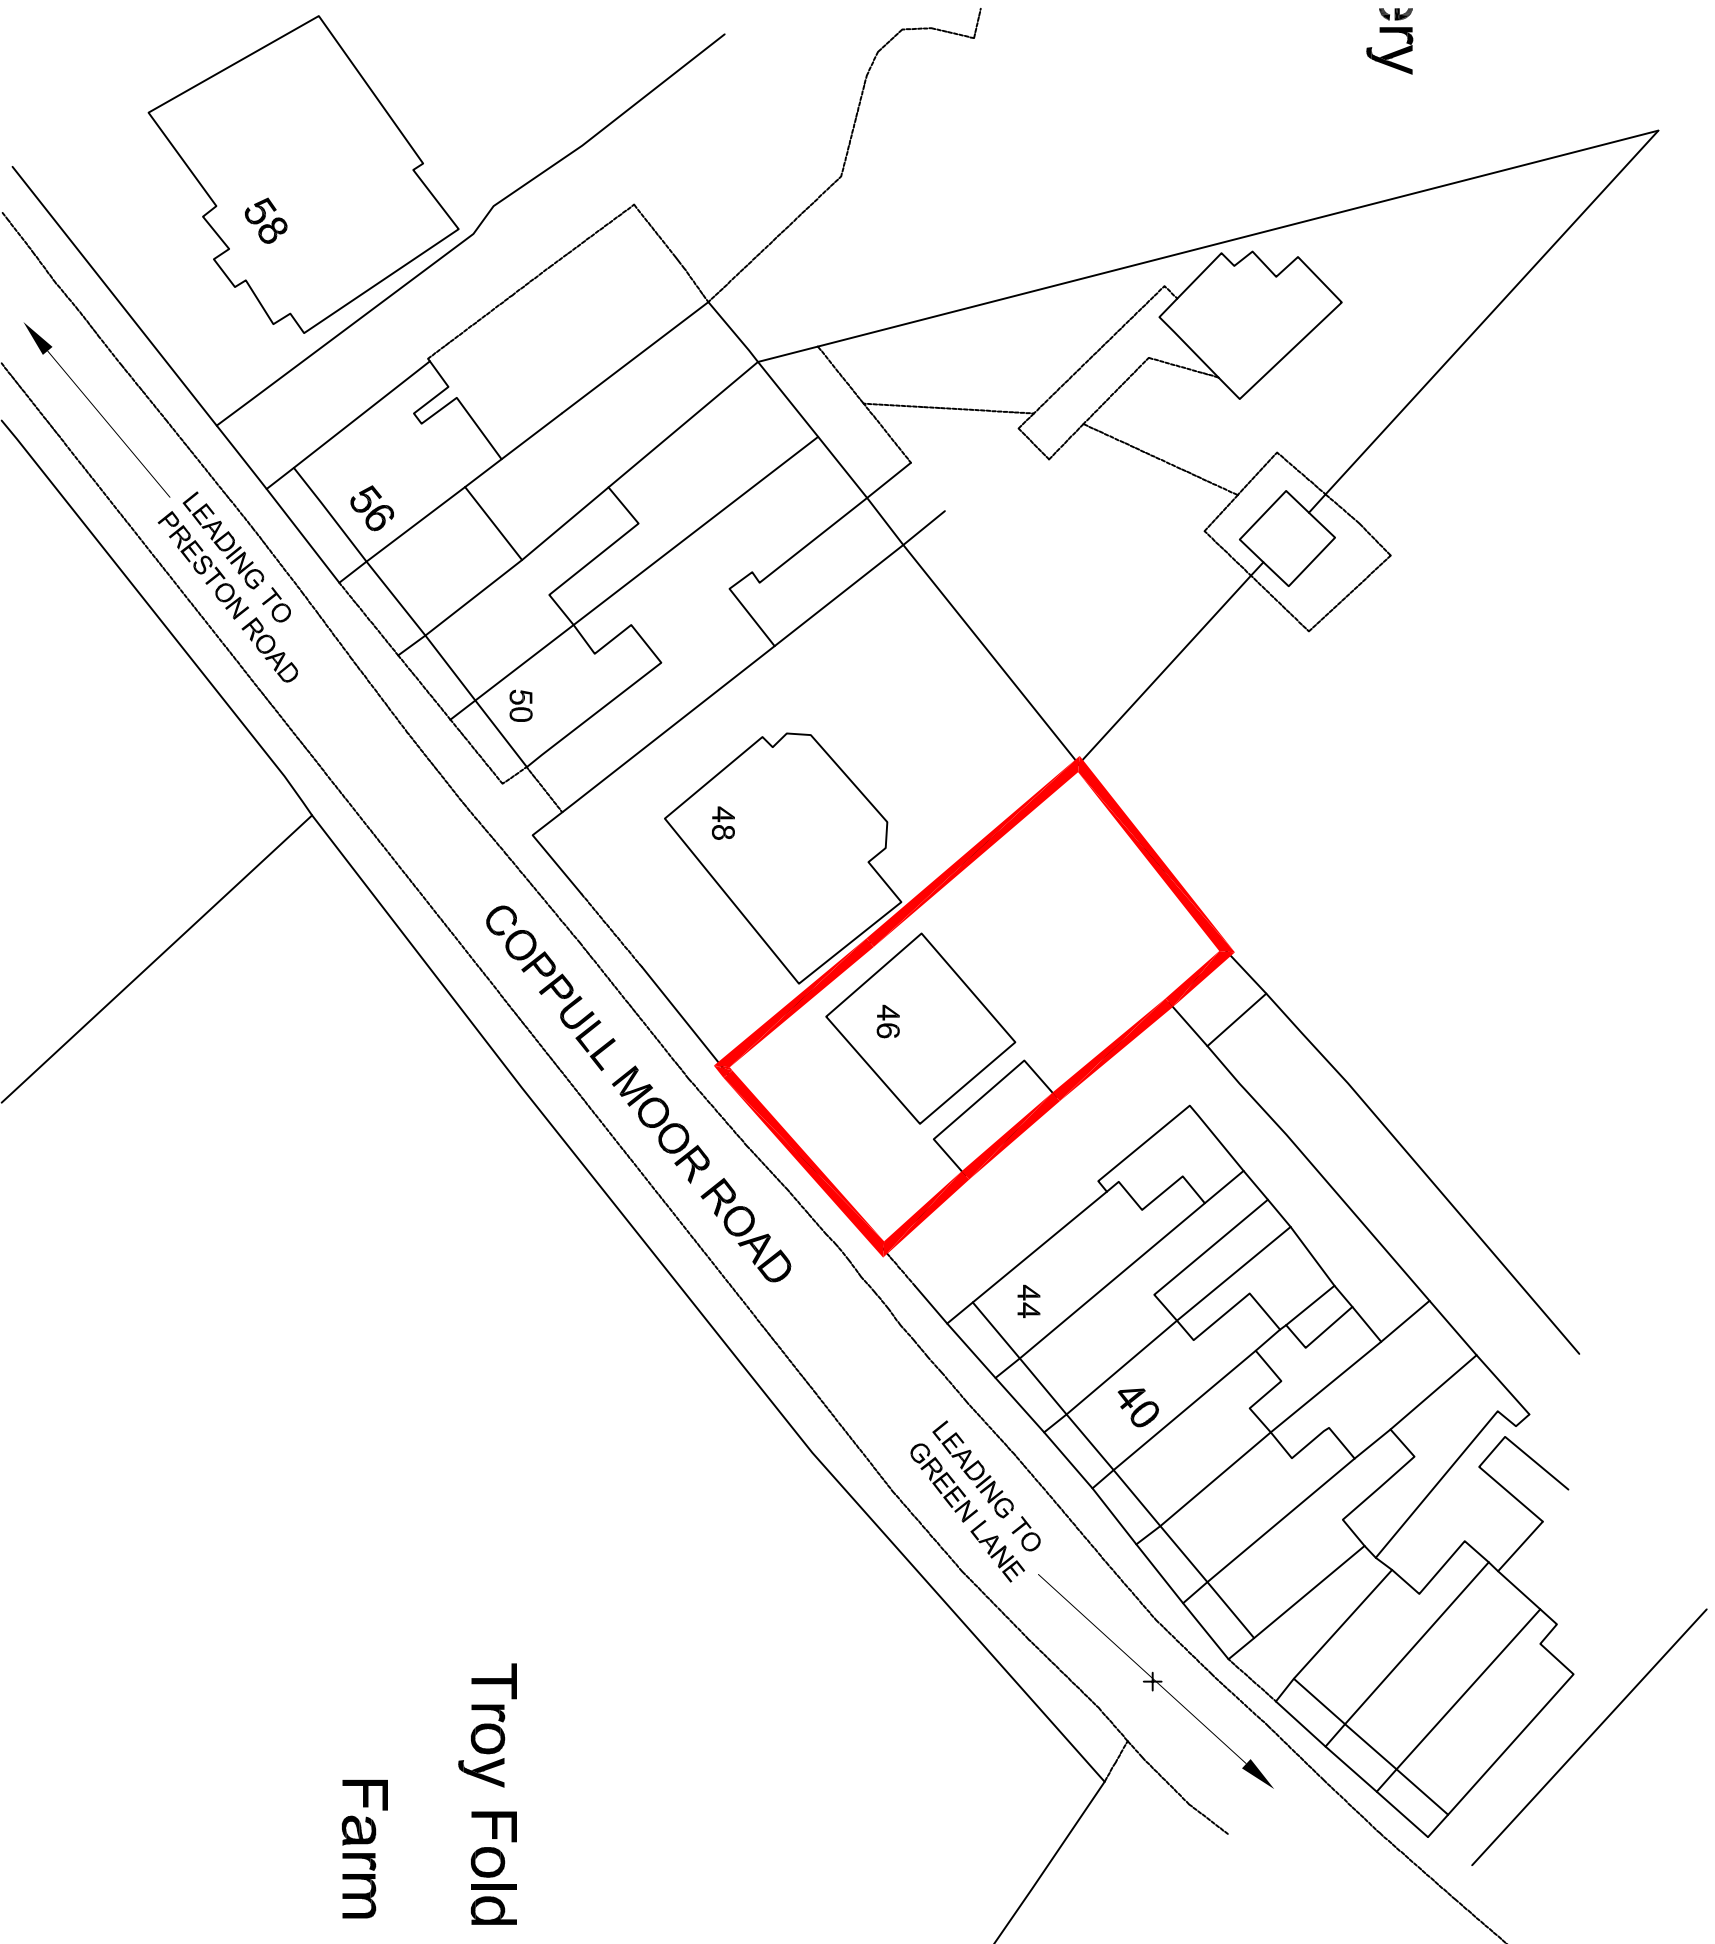 58
56
LEADING TO
PRESTON ROAD
50
48
46
COPPULL MOOR ROAD
44
40
LEADING TO
GREEN LANE
Troy Fold
Farm